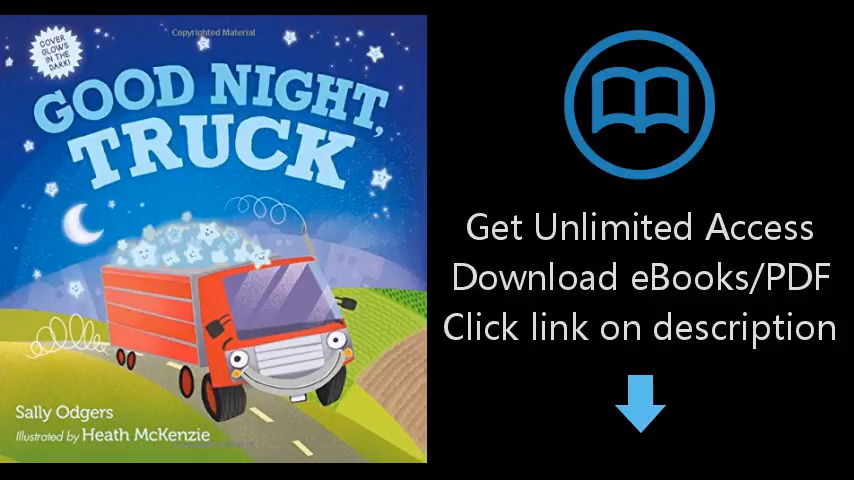 Copyrighted Material
COVER
GLOWS
IN THE
DARK!
GOOD NIGHT,
TRUCK
Sally Odgers
Illustrated by Heath McKenzie
Get Unlimited Access
Download eBooks/PDF
Click link on description